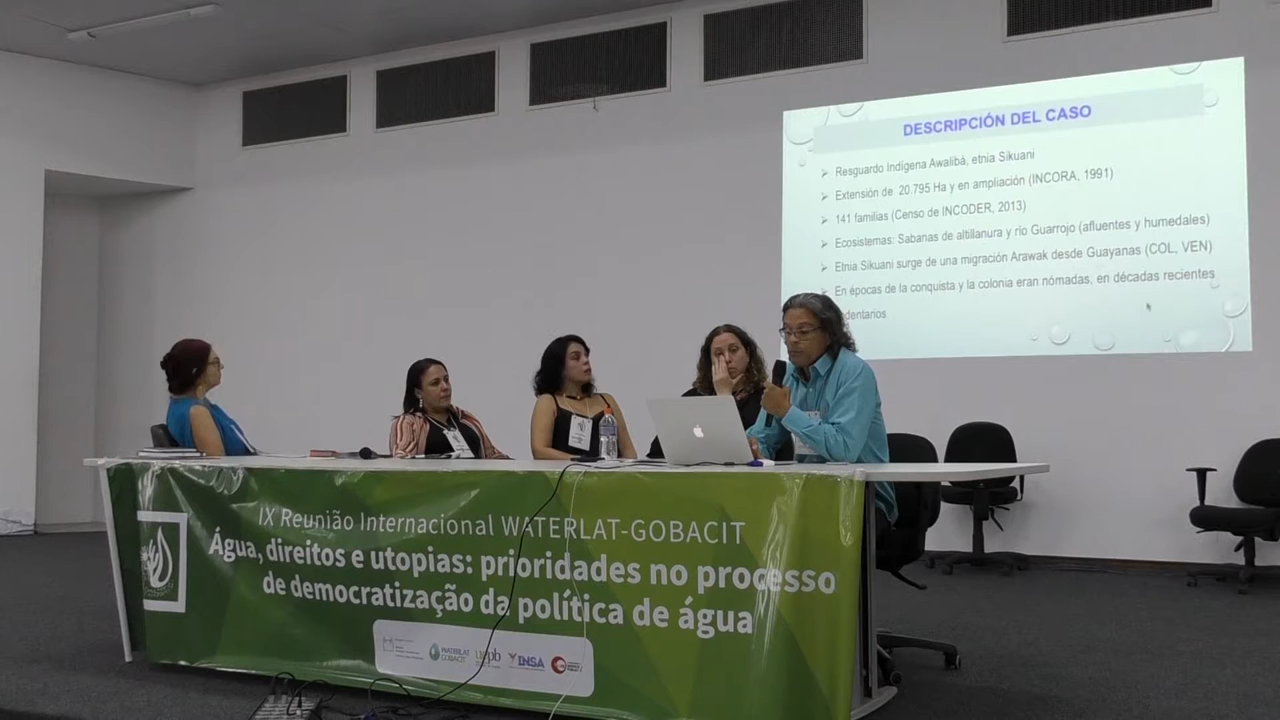 DESCRIPCIÓN DEL CASO
Resguardo Indígena Awalibá, etnia Sikuani
Extensión de 20.795 Ha y en ampliación (INCORA, 1991)
141 familias (Censo de INCODER, 2013)
Ecosistemas: Sabanas de altillanura y río Guarrojo (afluentes y humedales)
Etnia Sikuani surge de una migración Arawak desde Guayanas (COL, VEN)
En épocas de la conquista y la colonia eran nómadas, en décadas recientes
dentarios
IX Reunião Internacional WATERLAT-GOBACIT
Água, direitos e utopias: prioridades no processo
de democratização da política de água
WATERLAT
GOBACIT
INSA